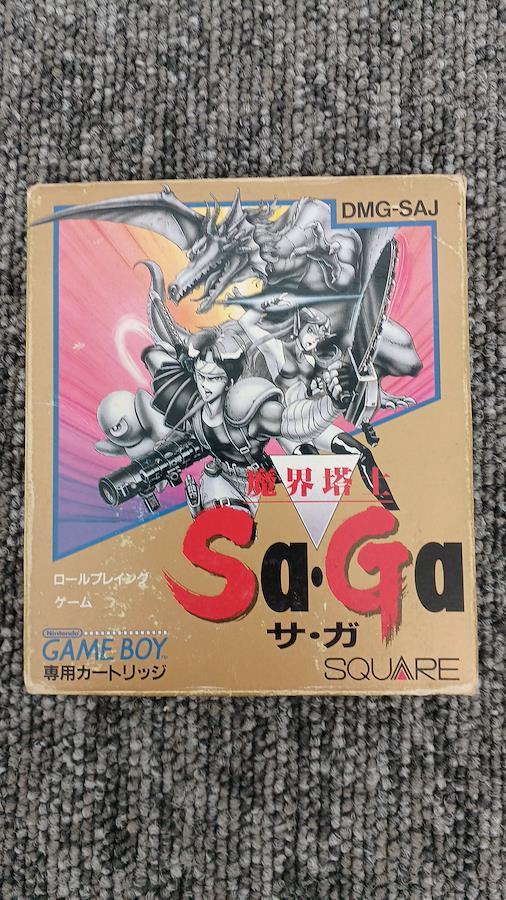 DMG-SAJ
魔界塔士
Sa·Ga
サ・ガ
ロールプレイング
ゲーム
Nintendo
GAME BOY
TM
専用カートリッジ
SQUARE